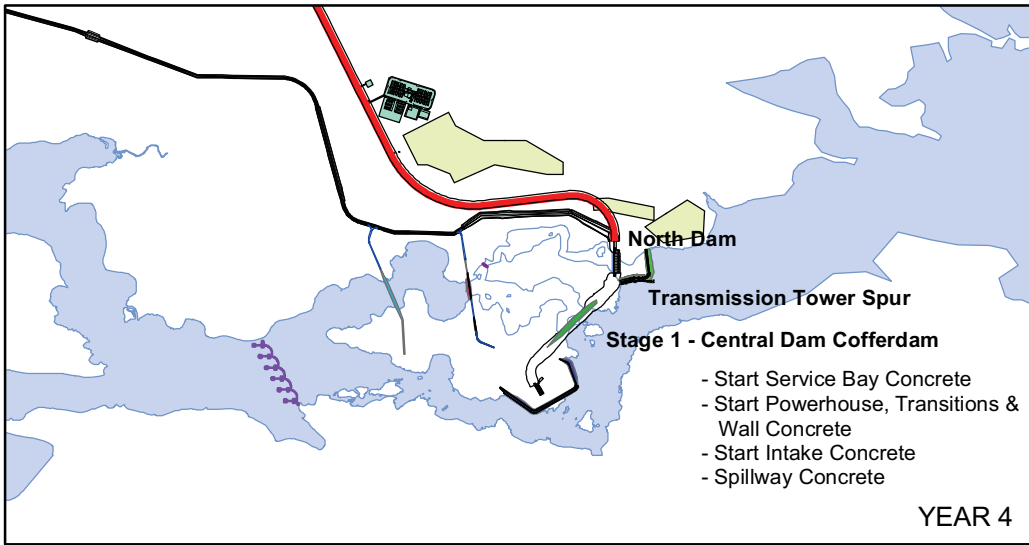 North Dam
Transmission Tower Spur
Stage 1 - Central Dam Cofferdam
- Start Service Bay Concrete
- Start Powerhouse, Transitions &
Wall Concrete
- Start Intake Concrete
- Spillway Concrete
YEAR 4